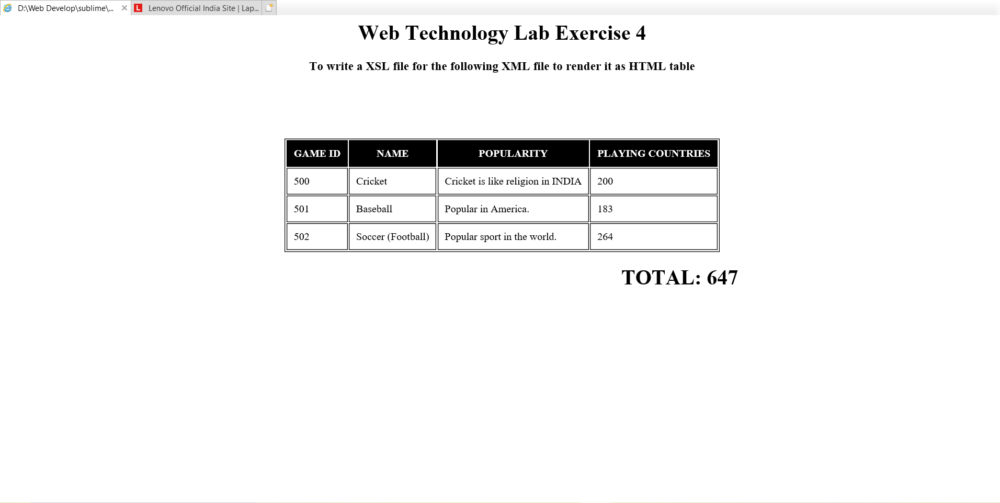 D:\Web Develop\sublime\...
Lenovo Official India Site | Lap...
L
Web Technology Lab Exercise 4
To write a XSL file for the following XML file to render it as HTML table
GAME ID NAME POPULARITY PLAYING COUNTRIES
500 Cricket Cricket is like religion in INDIA 200
501 Baseball Popular in America. 183
502 Soccer (Football) Popular sport in the world. 264
TOTAL: 647